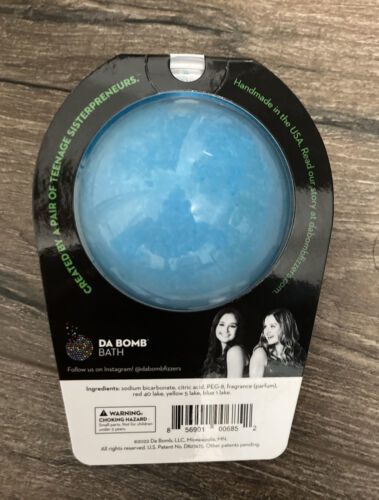 CREATED BY A PAIR OF TEENAGE SISTERPRENEURS.
Handmade in the USA. Read our story at dabombfizzers.com.
DA BOMB®
BATH
Follow us on Instagram! @dabombfizzers
Ingredients: sodium bicarbonate, citric acid, PEG-8, fragrance (parfum),
red 40 lake, yellow 5 lake, blue 1 lake.
WARNING:
CHOKING HAZARD -
Small parts. Not for children
under 3 years.
8 56901 00685 2
©2022 Da Bomb, LLC, Minneapolis, MN.
All rights reserved. U.S. Patent No. D821675. Other patents pending.